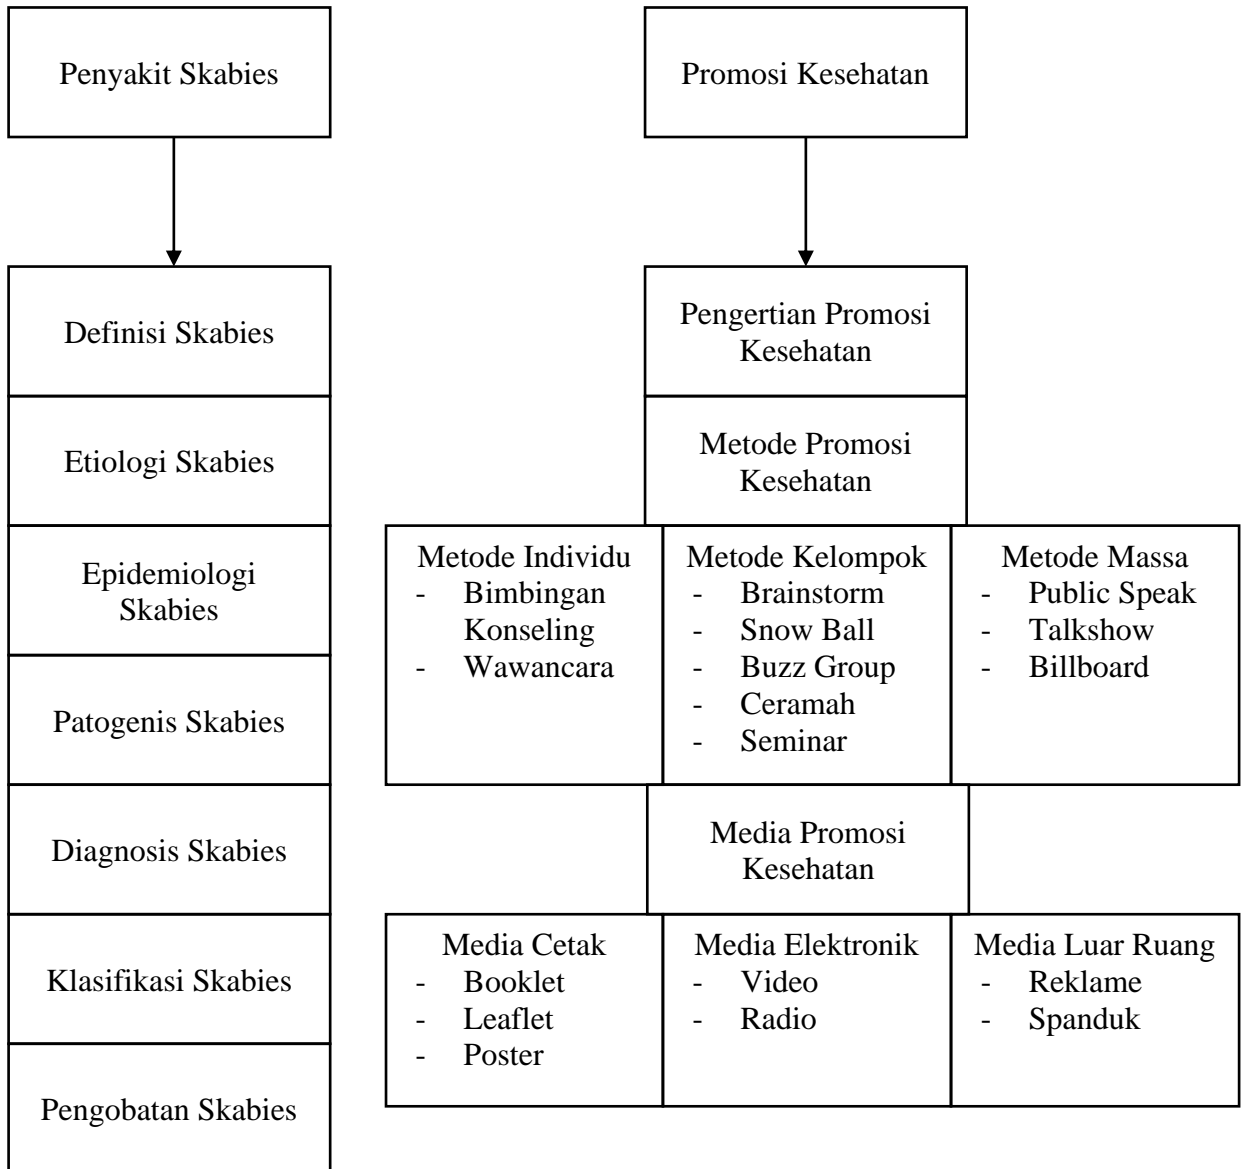 Penyakit Skabies
Definisi Skabies
Etiologi Skabies
Epidemiologi
Skabies
Patogenis Skabies
Diagnosis Skabies
Klasifikasi Skabies
Pengobatan Skabies
Promosi Kesehatan
Pengertian Promosi
Kesehatan
Metode Promosi
Kesehatan
Metode Individu
- Bimbingan
Konseling
- Wawancara
Metode Kelompok
- Brainstorm
- Snow Ball
- Buzz Group
- Ceramah
- Seminar
Metode Massa
- Public Speak
- Talkshow
- Billboard
Media Promosi
Kesehatan
Media Cetak
- Booklet
- Leaflet
- Poster
Media Elektronik
- Video
- Radio
Media Luar Ruang
- Reklame
- Spanduk